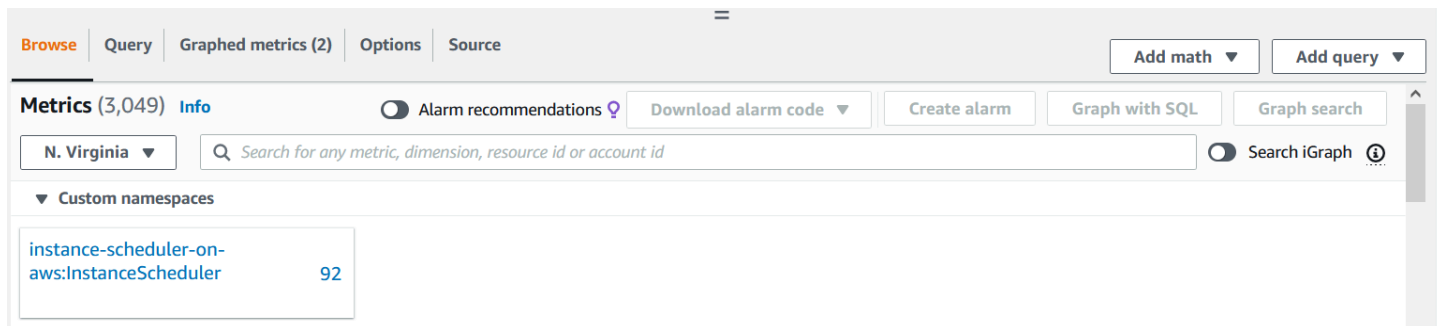 Browse Query Graphed metrics (2) Options Source
Add math Add query
Metrics (3,049) Info Alarm recommendations Download alarm code Create alarm Graph with SQL Graph search
N. Virginia Search for any metric, dimension, resource id or account id Search iGraph
Custom namespaces
instance-scheduler-on-
aws:InstanceScheduler 92